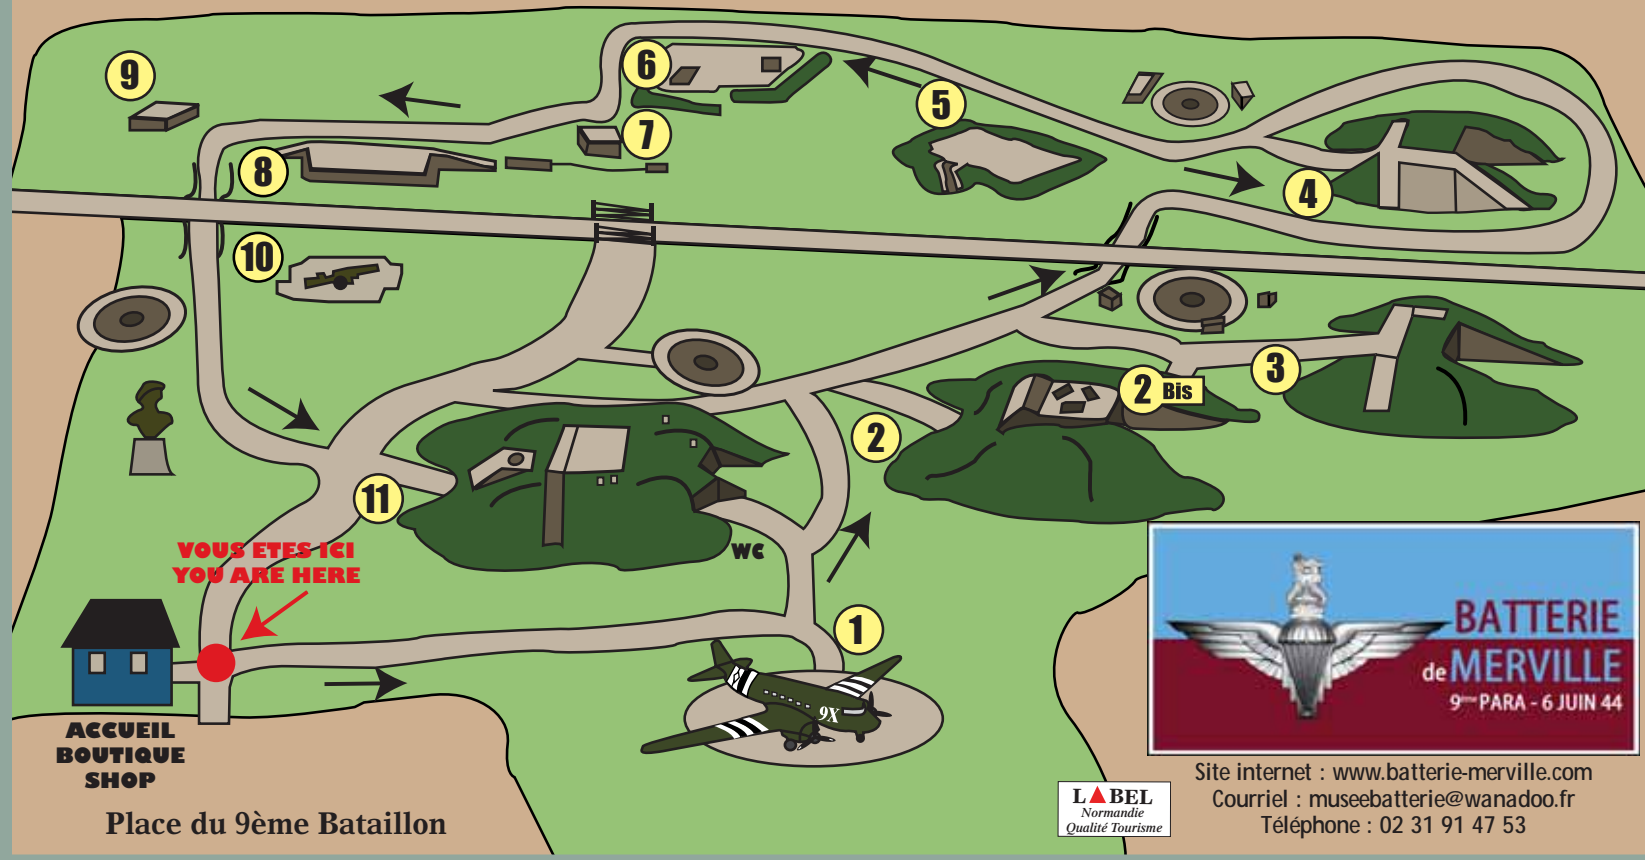 9
6
5
7
8
4
10
3
2 Bis
2
11
VOUS ETES ICI
YOU ARE HERE
WC
1
9X
ACCUEIL
BOUTIQUE
SHOP
Place du 9ème Bataillon
BATTERIE
de MERVILLE
9ème PARA - 6 JUIN 44
LABEL
Normandie
Qualité Tourisme
Site internet : www.batterie-merville.com
Courriel : museebatterie@wanadoo.fr
Téléphone : 02 31 91 47 53